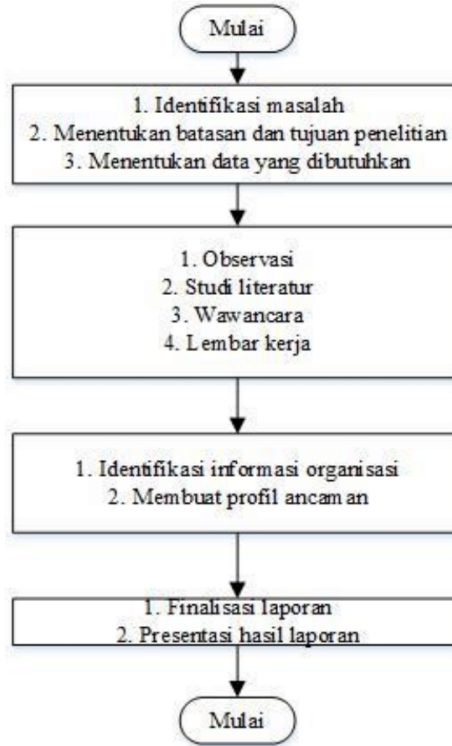 Mulai
1. Identifikasi masalah
2. Menentukan batasan dan tujuan penelitian
3. Menentukan data yang dibutuhkan
1. Observasi
2. Studi literatur
3. Wawancara
4. Lembar kerja
1. Identifikasi informasi organisasi
2. Membuat profil ancaman
1. Finalisasi laporan
2. Presentasi hasil laporan
Mulai